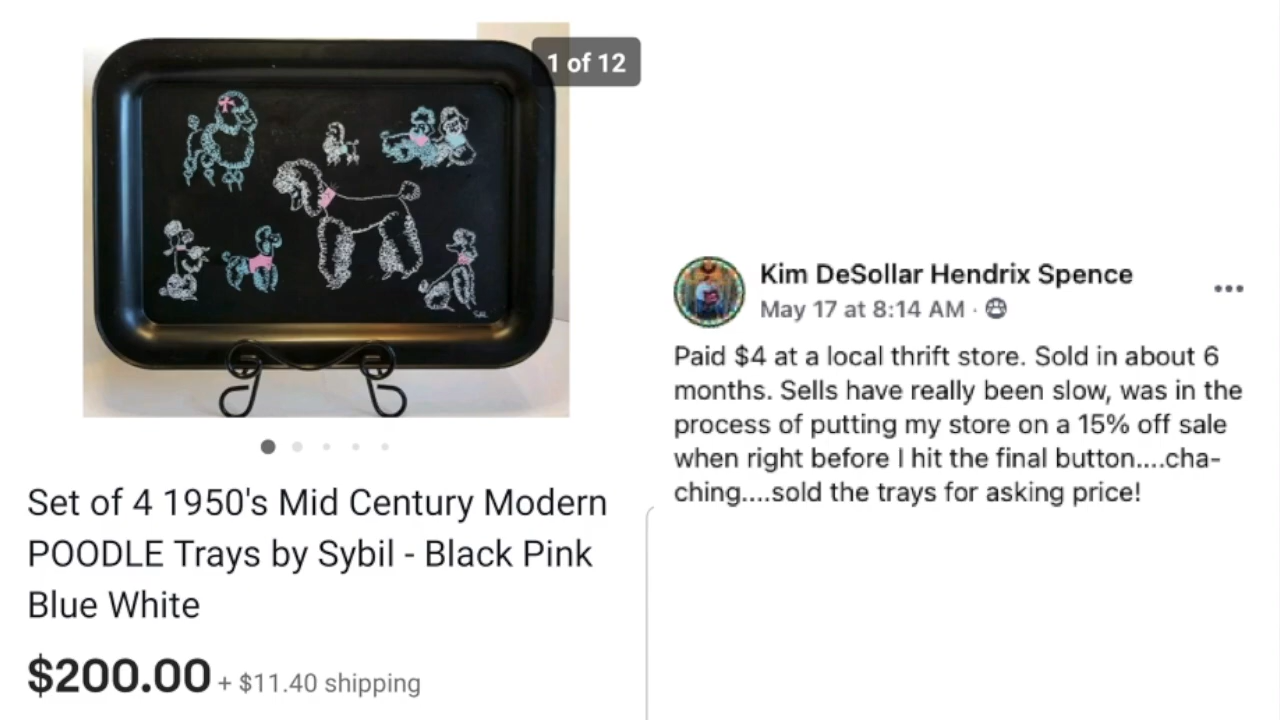 1 of 12
Set of 4 1950's Mid Century Modern
POODLE Trays by Sybil - Black Pink
Blue White
$200.00 + $11.40 shipping
Kim DeSollar Hendrix Spence
May 17 at 8:14 AM ·
Paid $4 at a local thrift store. Sold in about 6
months. Sells have really been slow, was in the
process of putting my store on a 15% off sale
when right before I hit the final button....cha-
ching....sold the trays for asking price!